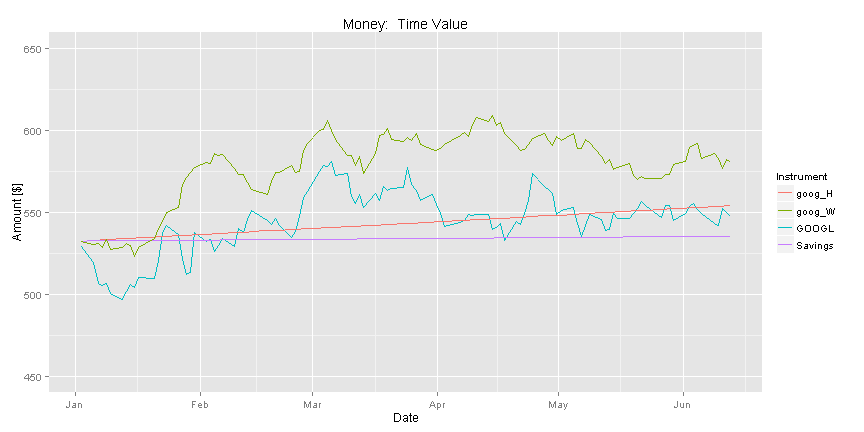 Money:  Time Value
Amount [$]
650
600
550
500
450
Jan Feb Mar Apr May Jun
Date
Instrument
goog_H
goog_W
GOOGL
Savings